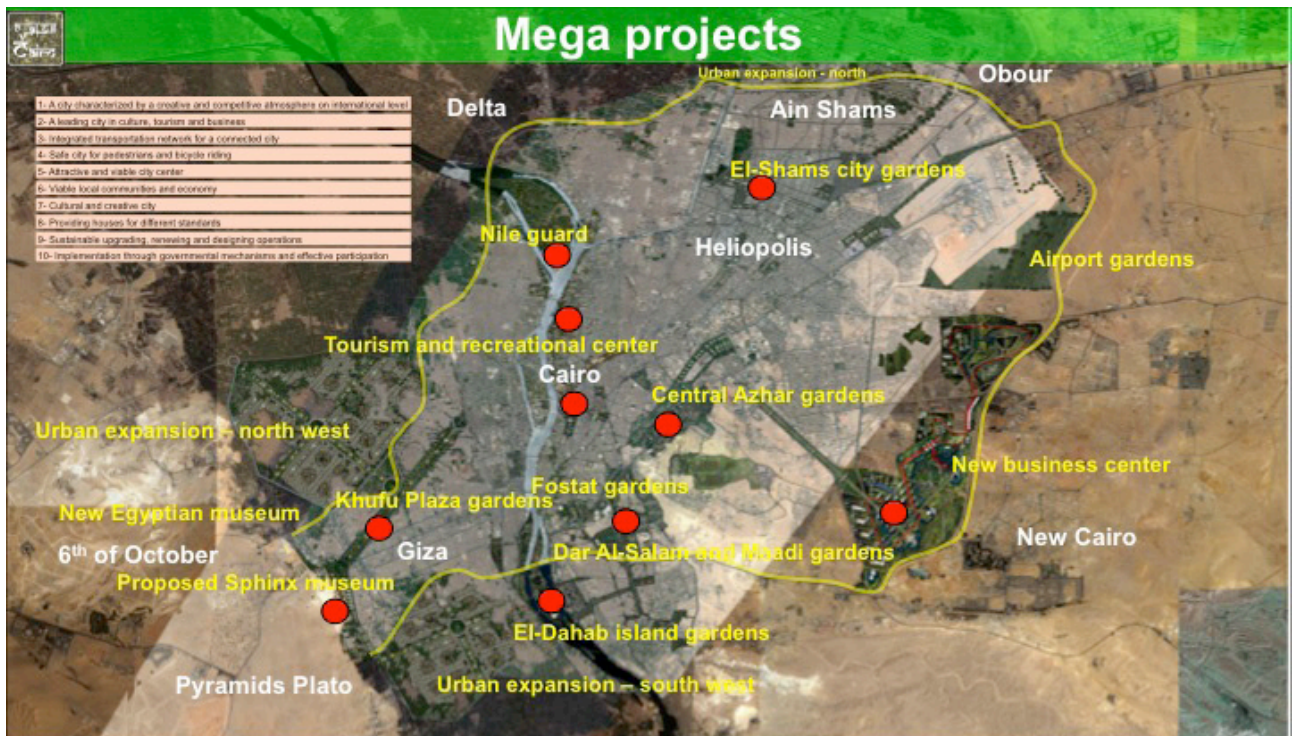 Mega projects
Cairo
Urban expansion - north
Obour
1- A city characterized by a creative and competitive atmosphere on international level
2- A leading city in culture, tourism and business
3- Integrated transportation network for a connected city
4- Safe city for pedestrians and bicycle riding
5- Attractive and viable city center
6- Viable local communities and economy
7- Cultural and creative city
8- Providing houses for different standards
9- Sustainable upgrading, renewing and designing operations
10- Implementation through governmental mechanisms and effective participation
Delta
Ain Shams
El-Shams city gardens
Nile guard
Heliopolis
Airport gardens
Tourism and recreational center
Cairo
Central Azhar gardens
Urban expansion – north west
New business center
Fostat gardens
Khufu Plaza gardens
New Egyptian museum
New Cairo
6th of October
Giza
Dar Al-Salam and Maadi gardens
Proposed Sphinx museum
El-Dahab island gardens
Pyramids Plato
Urban expansion – south west